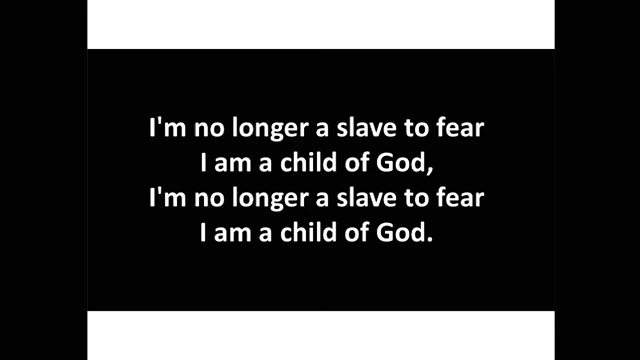 I'm no longer a slave to fear
I am a child of God,
I'm no longer a slave to fear
I am a child of God.